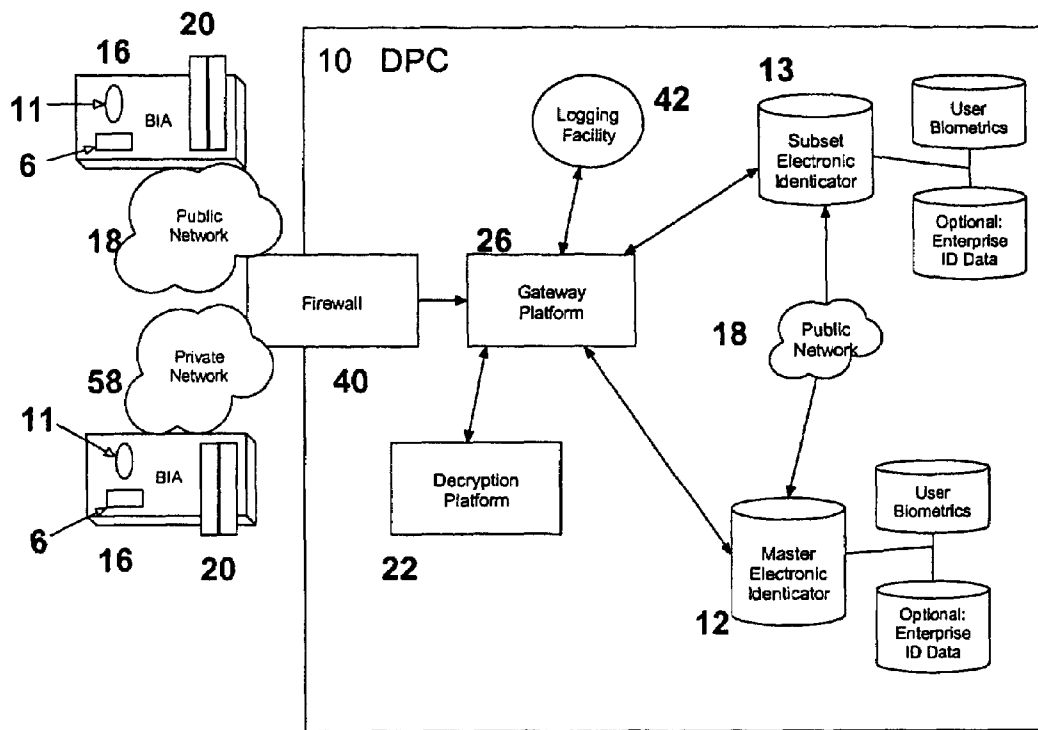 20
16
10 DPC
13
11
BIA
6
Logging
Facility
42
Subset
Electronic
Identicator
User
Biometrics
Optional:
Enterprise
ID Data
Public
Network
18
26
Firewall
Gateway
Platform
18
Public
Network
Private
Network
58
40
11
BIA
6
16
20
Decryption
Platform
22
Master
Electronic
Identicator
12
User
Biometrics
Optional:
Enterprise
ID Data